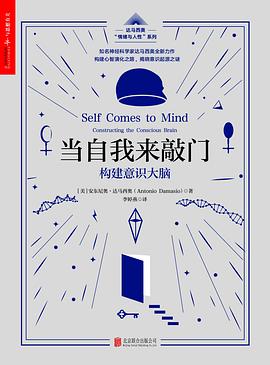 达马西奥
“情绪与人性”系列
知名神经科学家达马西奥全新力作
构建心智演化之路，揭晓意识起源之谜
Self Comes to Mind
Constructing the Conscious Brain
当自我来敲门
构建意识大脑
[美] 安东尼奥·达马西奥（Antonio Damasio）著
李婷燕 译
北京联合出版公司